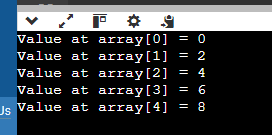 Value at array[0] = 0
Value at array[1] = 2
Value at array[2] = 4
Value at array[3] = 6
Value at array[4] = 8
Js